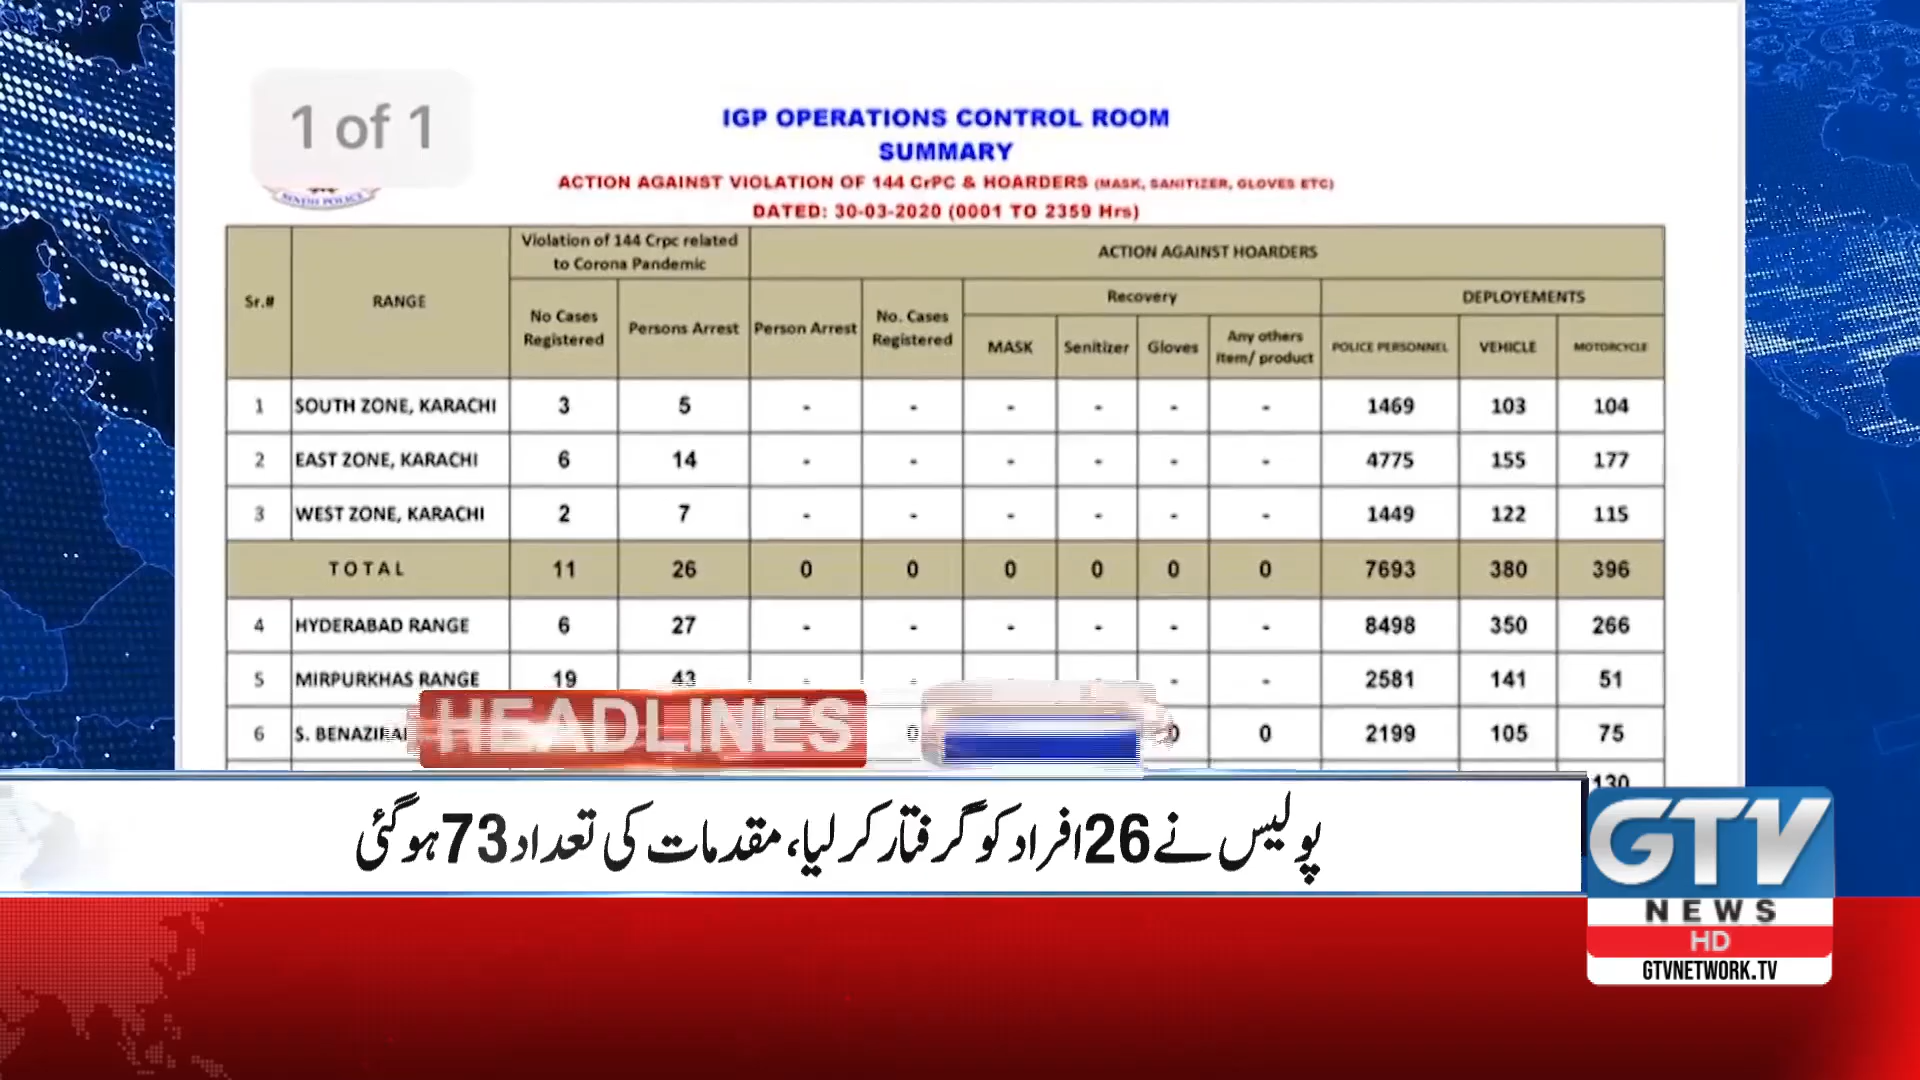 1 of 1
IGP OPERATIONS CONTROL ROOM
SUMMARY
ACTION AGAINST VIOLATION OF 144 CrPC & HOARDERS (MASK, SANITIZER, GLOVES ETC)
DATED: 30-03-2020 (0001 TO 2359 Hrs)
SINDH POLICE
Sr.# RANGE Violation of 144 Crpc related to Corona Pandemic ACTION AGAINST HOARDERS
No Cases Registered Persons Arrest Person Arrest No. Cases Registered Recovery DEPLOYEMENTS
MASK Senitizer Gloves Any others item/ product POLICE PERSONNEL VEHICLE MOTORCYCLE
1 SOUTH ZONE, KARACHI 3 5 - - - - - - 1469 103 104
2 EAST ZONE, KARACHI 6 14 - - - - - - 4775 155 177
3 WEST ZONE, KARACHI 2 7 - - - - - - 1449 122 115
TOTAL 11 26 0 0 0 0 0 0 7693 380 396
4 HYDERABAD RANGE 6 27 - - - - - - 8498 350 266
5 MIRPURKHAS RANGE 19 43 - - - - - - 2581 141 51
6 S. 0 0 0 2199 105 75
130
HEADLINES
پولیس نے 26 افراد کو گرفتار کر لیا، مقدمات کی تعداد 73 ہوگئی
GTV
NEWS
HD
GTVNETWORK.TV